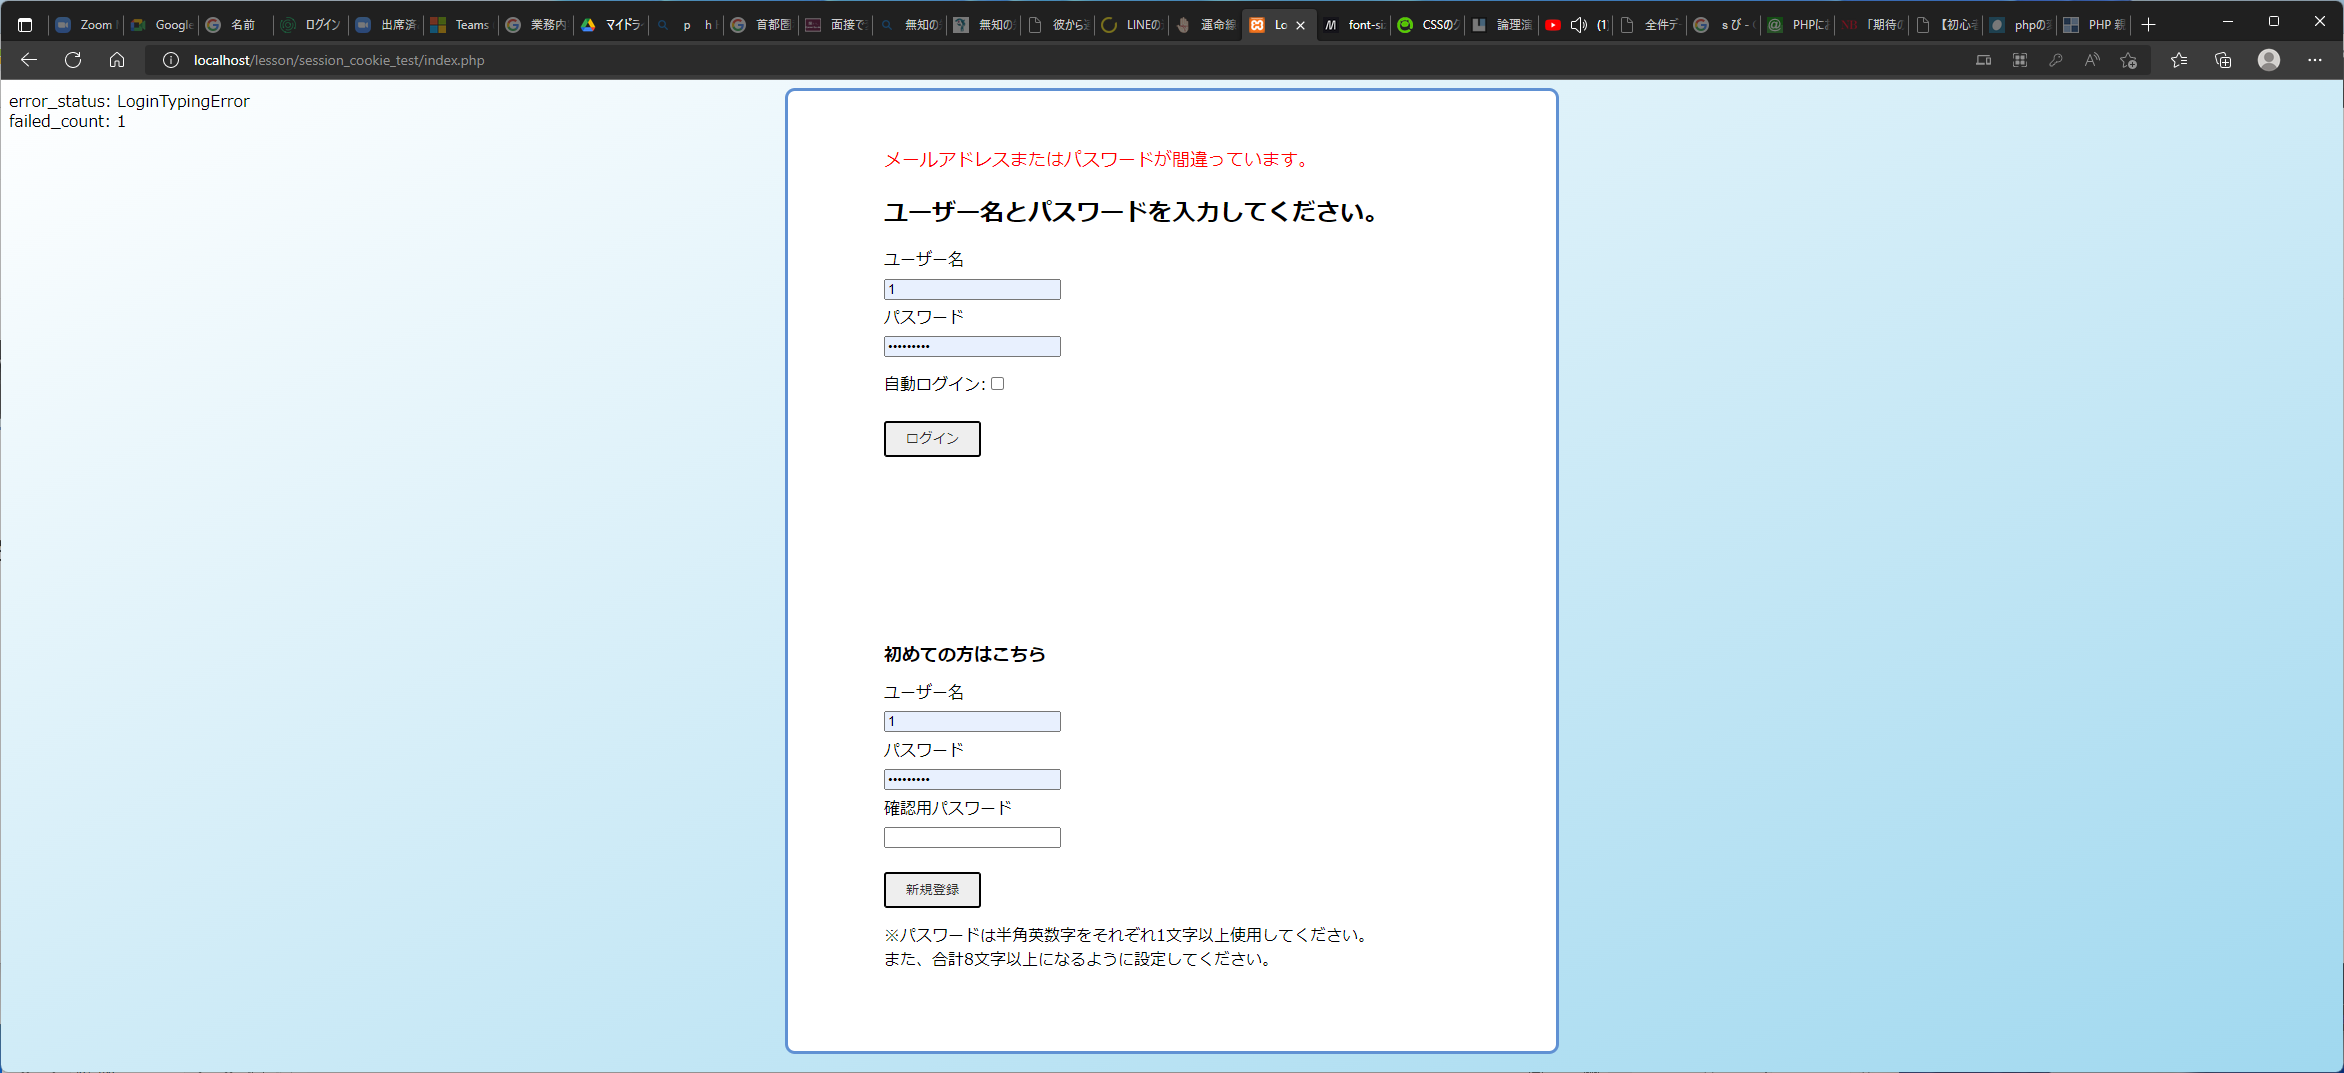 Zoom
Google
名前
ログイン
出席済
Teams
業務内
マイドラ
p
h
首都圏
面接で
無知の
無知の
彼から
LINEの
運命線
Lo
font-si
CSSの
論理演
(1)
全件デ
s び -
PHPに
「期待の
【初心
phpの
PHP 親
localhost/lesson/session_cookie_test/index.php
error_status: LoginTypingError
failed_count: 1
メールアドレスまたはパスワードが間違っています。
ユーザー名とパスワードを入力してください。
ユーザー名
1
パスワード
•••••••••
自動ログイン:
ログイン
初めての方はこちら
ユーザー名
1
パスワード
•••••••••
確認用パスワード
新規登録
※パスワードは半角英数字をそれぞれ1文字以上使用してください。
また、合計8文字以上になるように設定してください。